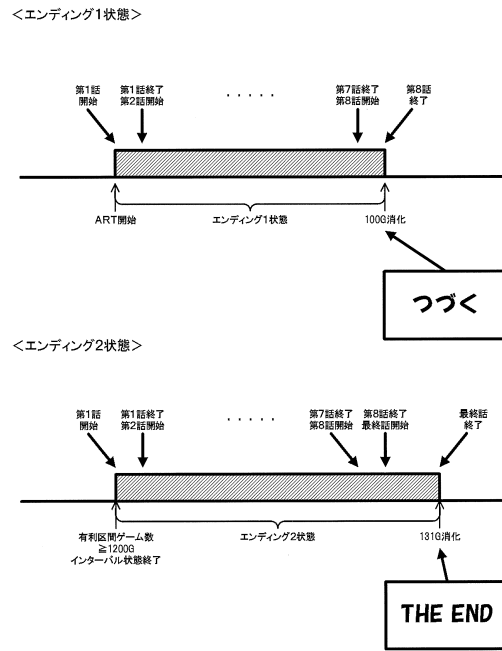 ＜エンディング1状態＞
第1話
開始
第1話終了
第2話開始
・・・・・
第7話終了
第8話開始
第8話
終了
ART開始
エンディング1状態
100G消化
つづく
＜エンディング2状態＞
第1話
開始
第1話終了
第2話開始
・・・・・
第7話終了
第8話開始
第8話終了
最終話開始
最終話
終了
有利区間ゲーム数
≧1200G
インターバル状態終了
エンディング2状態
131G消化
THE END